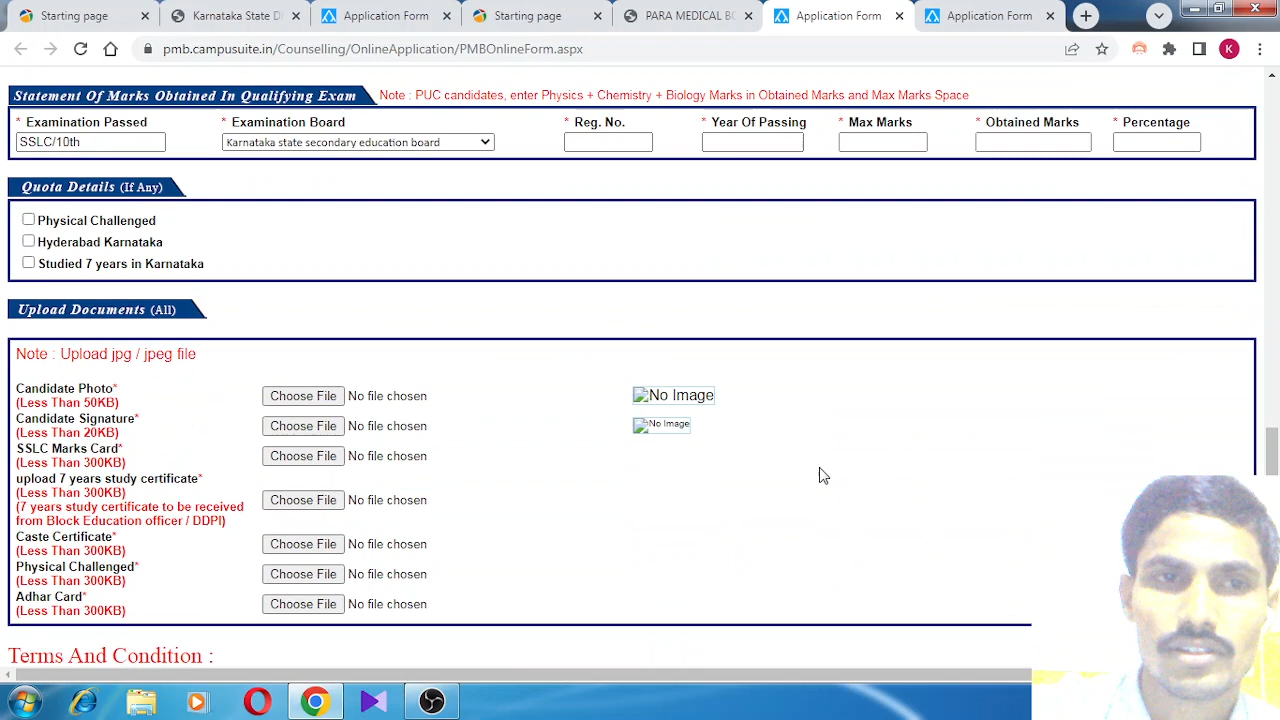 Starting page
Karnataka State D
Application Form
Starting page
PARA MEDICAL BO
Application Form
Application Form
pmb.campusuite.in/Counselling/OnlineApplication/PMBOnlineForm.aspx
K
Statement Of Marks Obtained In Qualifying Exam
Note : PUC candidates, enter Physics + Chemistry + Biology Marks in Obtained Marks and Max Marks Space
* Examination Passed * Examination Board * Reg. No. * Year Of Passing * Max Marks * Obtained Marks * Percentage
SSLC/10th Karnataka state secondary education board
Quota Details (If Any)
Physical Challenged
Hyderabad Karnataka
Studied 7 years in Karnataka
Upload Documents (All)
Note : Upload jpg / jpeg file
Candidate Photo*
(Less Than 50KB)
Choose File No file chosen
No Image
Candidate Signature*
(Less Than 20KB)
Choose File No file chosen
No Image
SSLC Marks Card*
(Less Than 300KB)
Choose File No file chosen
upload 7 years study certificate*
(Less Than 300KB)
(7 years study certificate to be received
from Block Education officer / DDPI)
Choose File No file chosen
Caste Certificate*
(Less Than 300KB)
Choose File No file chosen
Physical Challenged*
(Less Than 300KB)
Choose File No file chosen
Adhar Card*
(Less Than 300KB)
Choose File No file chosen
Terms And Condition :